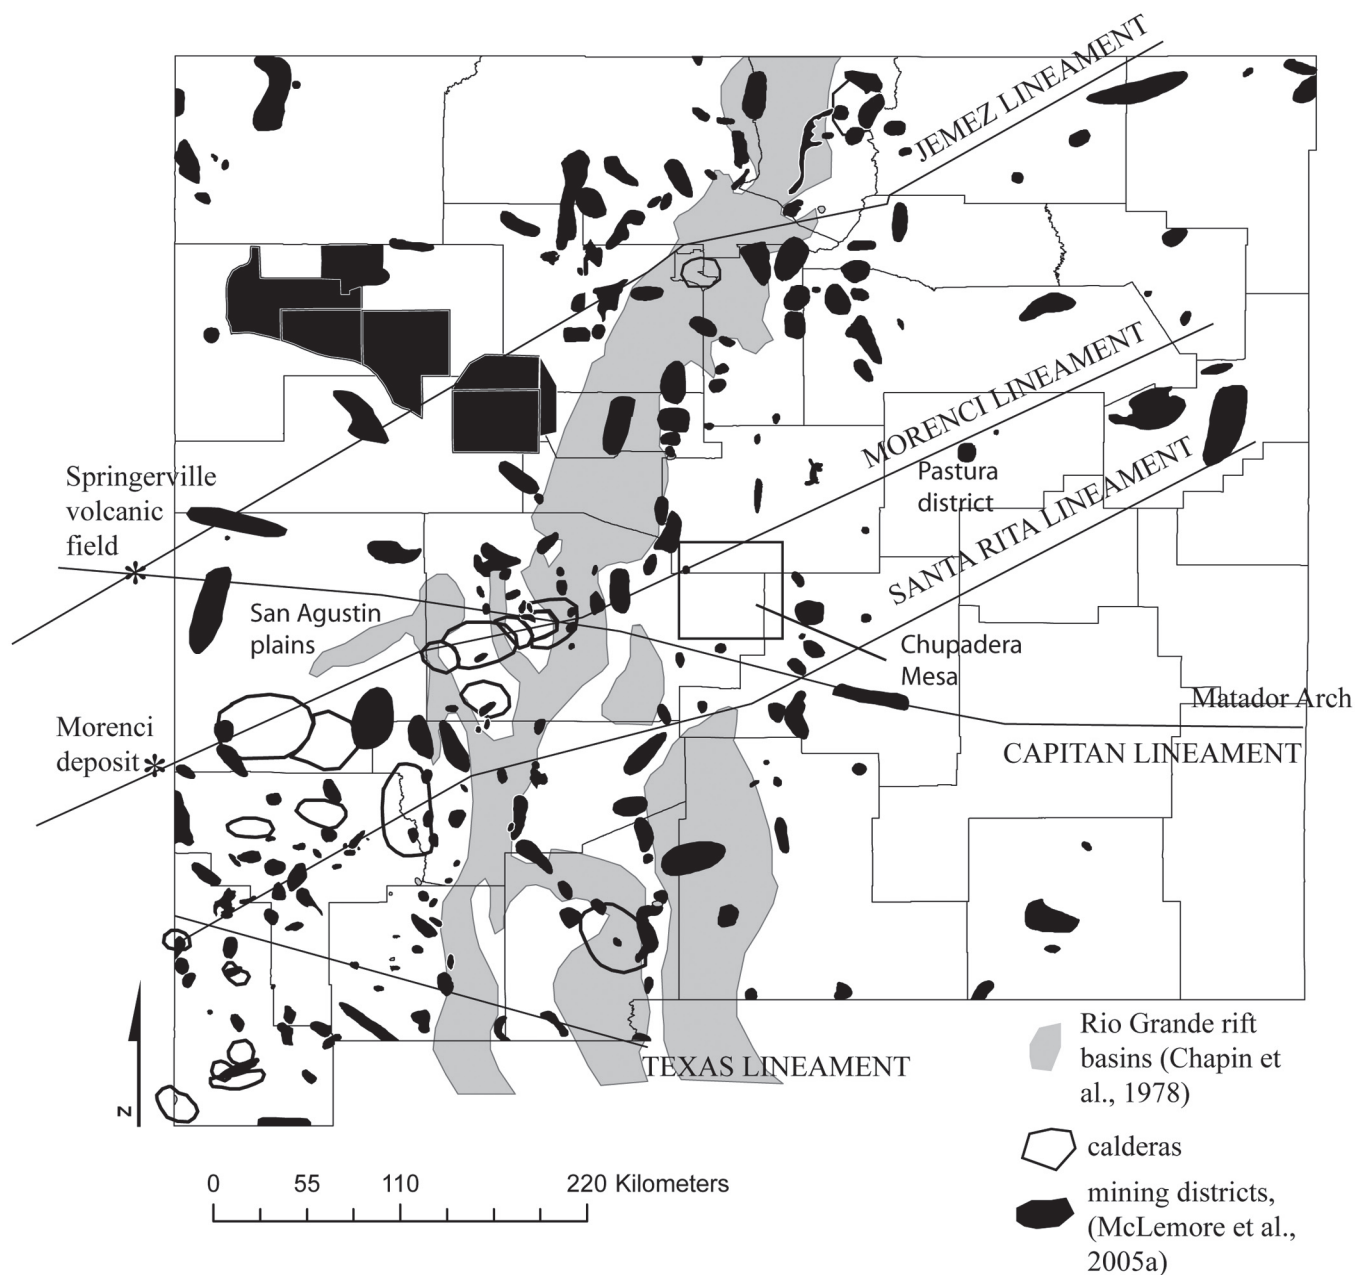 JEMEZ LINEAMENT
MORENCI LINEAMENT
Pastura
district
SANTA RITA LINEAMENT
Springerville
volcanic
field
San Agustin
plains
Chupadera
Mesa
Matador Arch
CAPITAN LINEAMENT
Morenci
deposit
TEXAS LINEAMENT
N
0 55 110 220 Kilometers
Rio Grande rift
basins (Chapin et
al., 1978)
calderas
mining districts,
(McLemore et al.,
2005a)